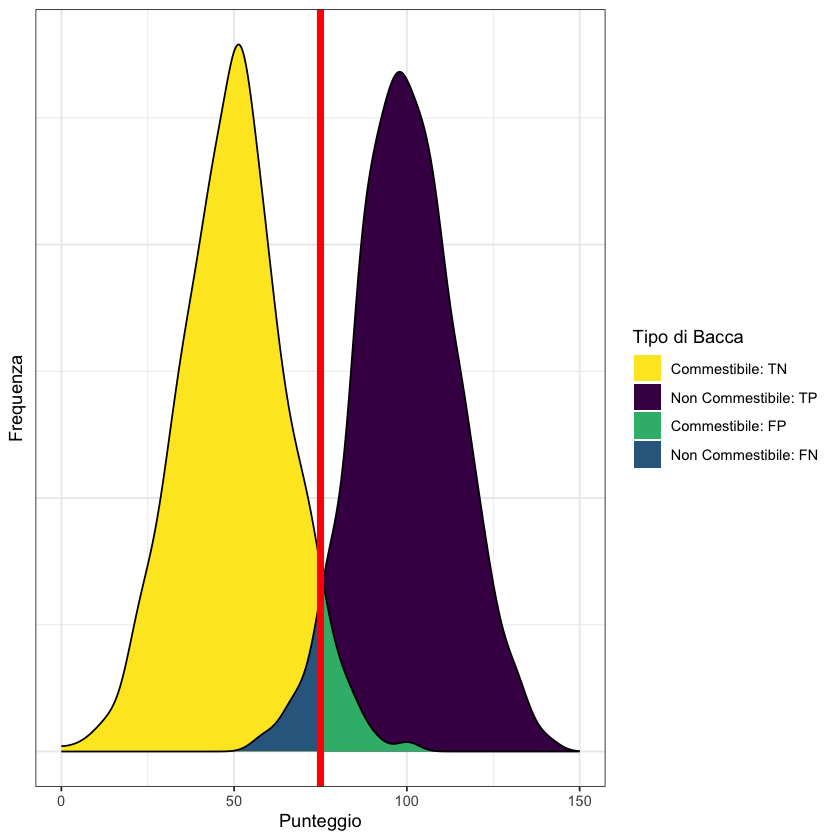 Frequenza
0
50
100
150
Punteggio
Tipo di Bacca
Commestibile: TN
Non Commestibile: TP
Commestibile: FP
Non Commestibile: FN